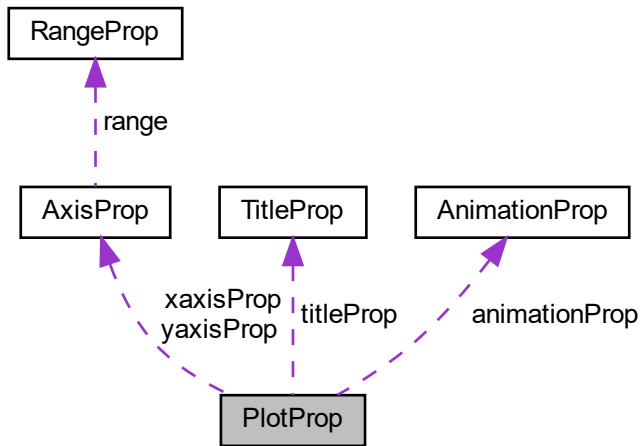 RangeProp
range
AxisProp
TitleProp
AnimationProp
xaxisProp
yaxisProp
titleProp
animationProp
PlotProp